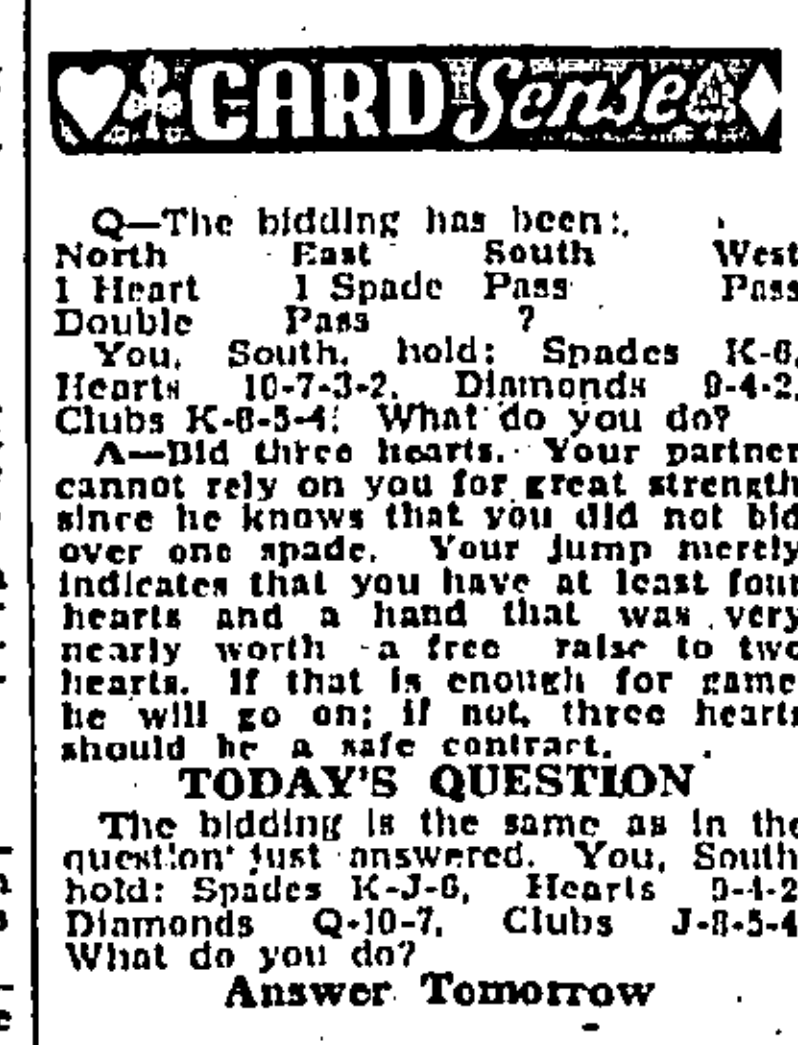 CARD Sense
Q—The bidding has been:
North East South West
1 Heart 1 Spade Pass Pass
Double Pass ?
You, South, hold: Spades K-6,
Hearts 10-7-3-2, Diamonds 9-4-2,
Clubs K-8-5-4. What do you do?
A—Bid three hearts. Your partner
cannot rely on you for great strength
since he knows that you did not bid
over one spade. Your jump merely
indicates that you have at least four
hearts and a hand that was very
nearly worth a free raise to two
hearts. If that is enough for game
he will go on; if not, three hearts
should be a safe contract.
TODAY'S QUESTION
The bidding is the same as in the
question just answered. You, South
hold: Spades K-J-6, Hearts 9-4-2
Diamonds Q-10-7, Clubs J-8-5-4
What do you do?
Answer Tomorrow